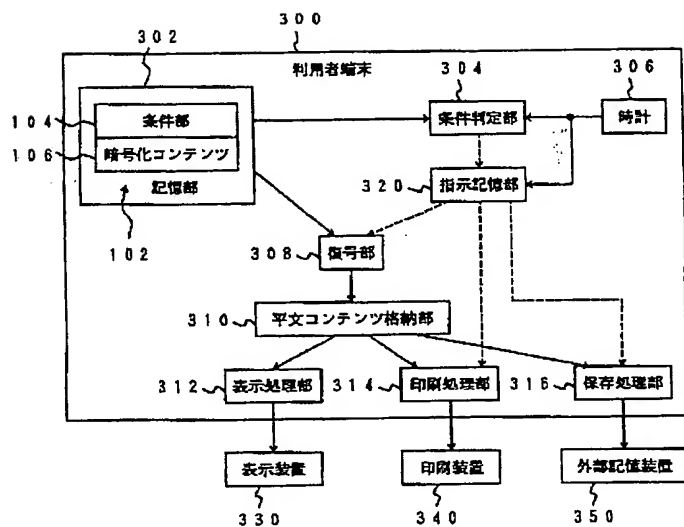 ３００
３０２
利用者端末
３０４
３０６
１０４
条件部
条件判定部
時計
１０６
暗号化コンテンツ
３２０
指示記憶部
記憶部
１０２
３０８
復号部
３１０
平文コンテンツ格納部
３１２
表示処理部
３１４
印刷処理部
３１６
保存処理部
表示装置
印刷装置
外部記憶装置
３３０
３４０
３５０